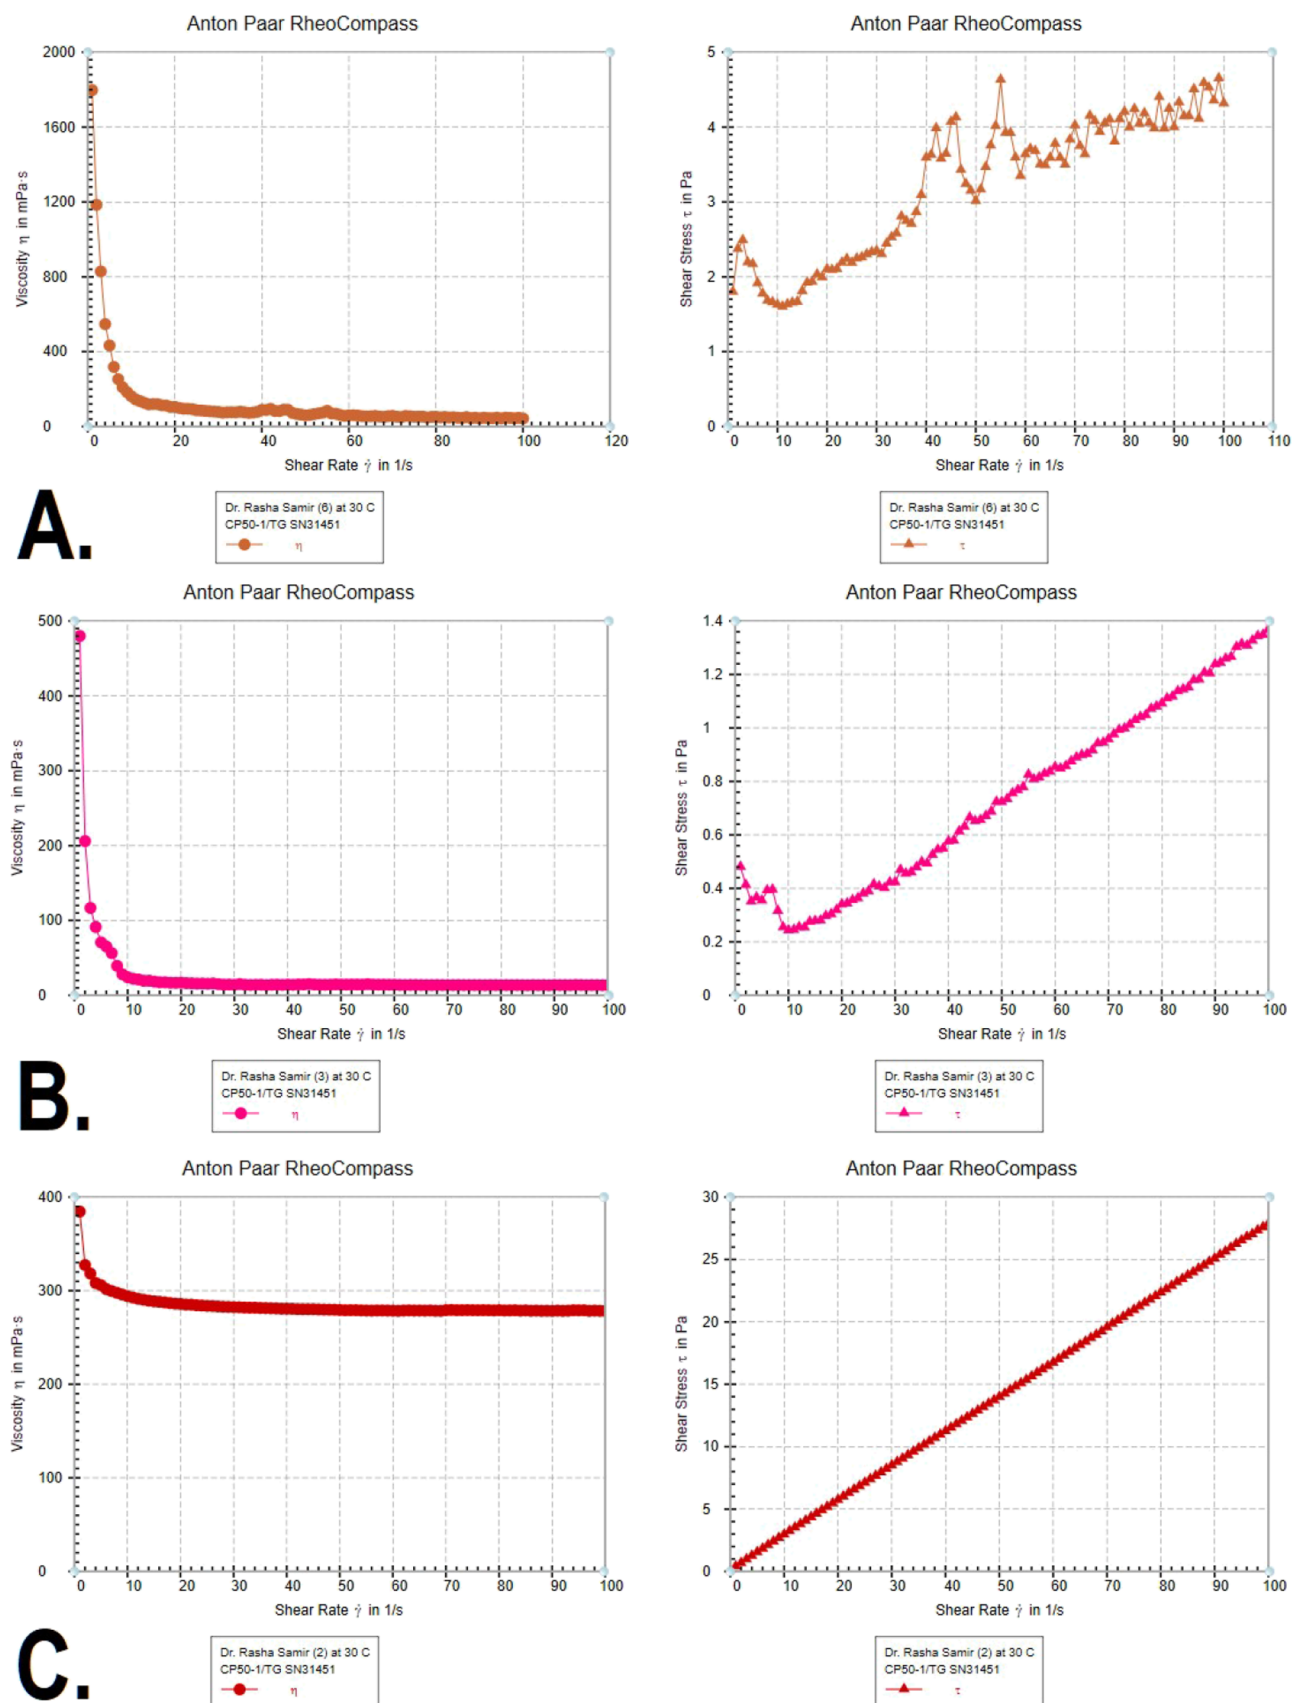 Anton Paar RheoCompass
Anton Paar RheoCompass
2000
1600
1200
800
400
0
Viscosity η in mPa·s
0 20 40 60 80 100 120
Shear Rate γ̇ in 1/s
5
4
3
2
1
0
Shear Stress τ in Pa
0 10 20 30 40 50 60 70 80 90 100 110
Shear Rate γ̇ in 1/s
A.
Dr. Rasha Samir (6) at 30 C
CP50-1/TG SN31451
η
Dr. Rasha Samir (6) at 30 C
CP50-1/TG SN31451
τ
Anton Paar RheoCompass
Anton Paar RheoCompass
500
400
300
200
100
0
Viscosity η in mPa·s
0 10 20 30 40 50 60 70 80 90 100
Shear Rate γ̇ in 1/s
1.4
1.2
1
0.8
0.6
0.4
0.2
0
Shear Stress τ in Pa
0 10 20 30 40 50 60 70 80 90 100
Shear Rate γ̇ in 1/s
B.
Dr. Rasha Samir (3) at 30 C
CP50-1/TG SN31451
η
Dr. Rasha Samir (3) at 30 C
CP50-1/TG SN31451
τ
Anton Paar RheoCompass
Anton Paar RheoCompass
400
300
200
100
0
Viscosity η in mPa·s
0 10 20 30 40 50 60 70 80 90 100
Shear Rate γ̇ in 1/s
30
25
20
15
10
5
0
Shear Stress τ in Pa
0 10 20 30 40 50 60 70 80 90 100
Shear Rate γ̇ in 1/s
C.
Dr. Rasha Samir (2) at 30 C
CP50-1/TG SN31451
η
Dr. Rasha Samir (2) at 30 C
CP50-1/TG SN31451
τ